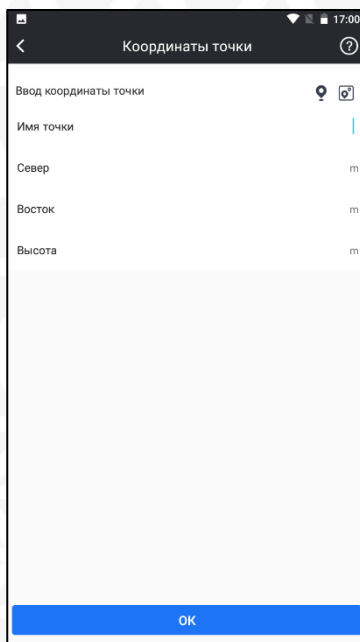 17:00
Координаты точки
Ввод координаты точки
Имя точки
Север m
Восток m
Высота m
OK